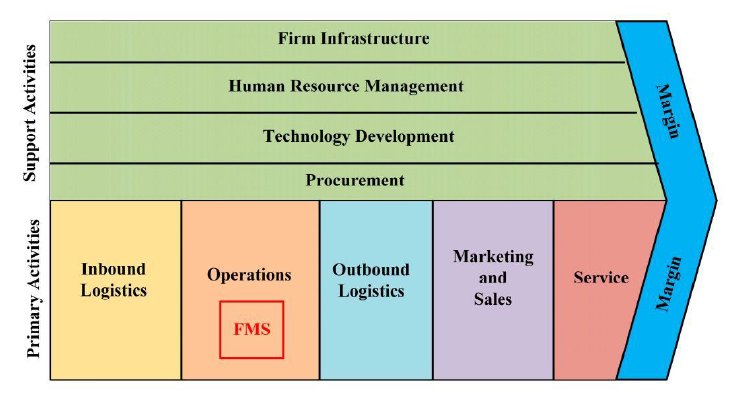 Support Activities
Firm Infrastructure
Human Resource Management
Technology Development
Procurement
Margin
Primary Activities
Inbound
Logistics
Operations
FMS
Outbound
Logistics
Marketing
and
Sales
Service
Margin